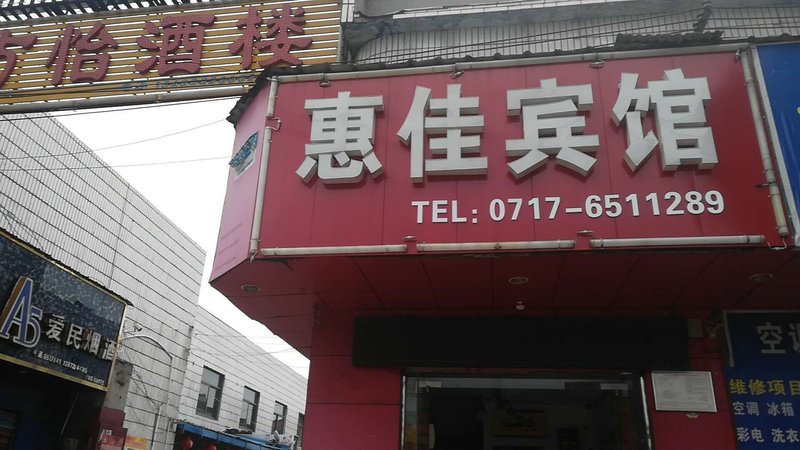 怡酒楼
惠佳宾馆
TEL: 0717-6511289
A5 爱民烟酒
空调
维修项目
空调 冰箱
彩电 洗衣